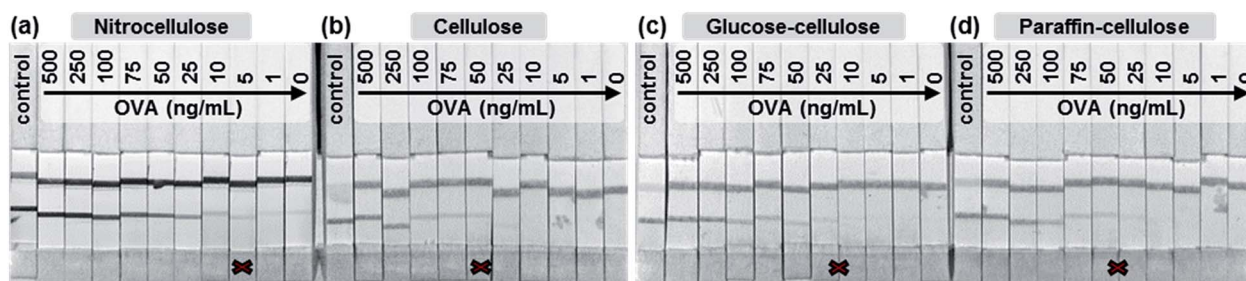 (a) Nitrocellulose
control 500 250 100 75 50 25 10 5 1 0
OVA (ng/mL)
(b) Cellulose
control 500 250 100 75 50 25 10 5 1 0
OVA (ng/mL)
(c) Glucose-cellulose
control 500 250 100 75 50 25 10 5 1 0
OVA (ng/mL)
(d) Paraffin-cellulose
control 500 250 100 75 50 25 10 5 1 0
OVA (ng/mL)